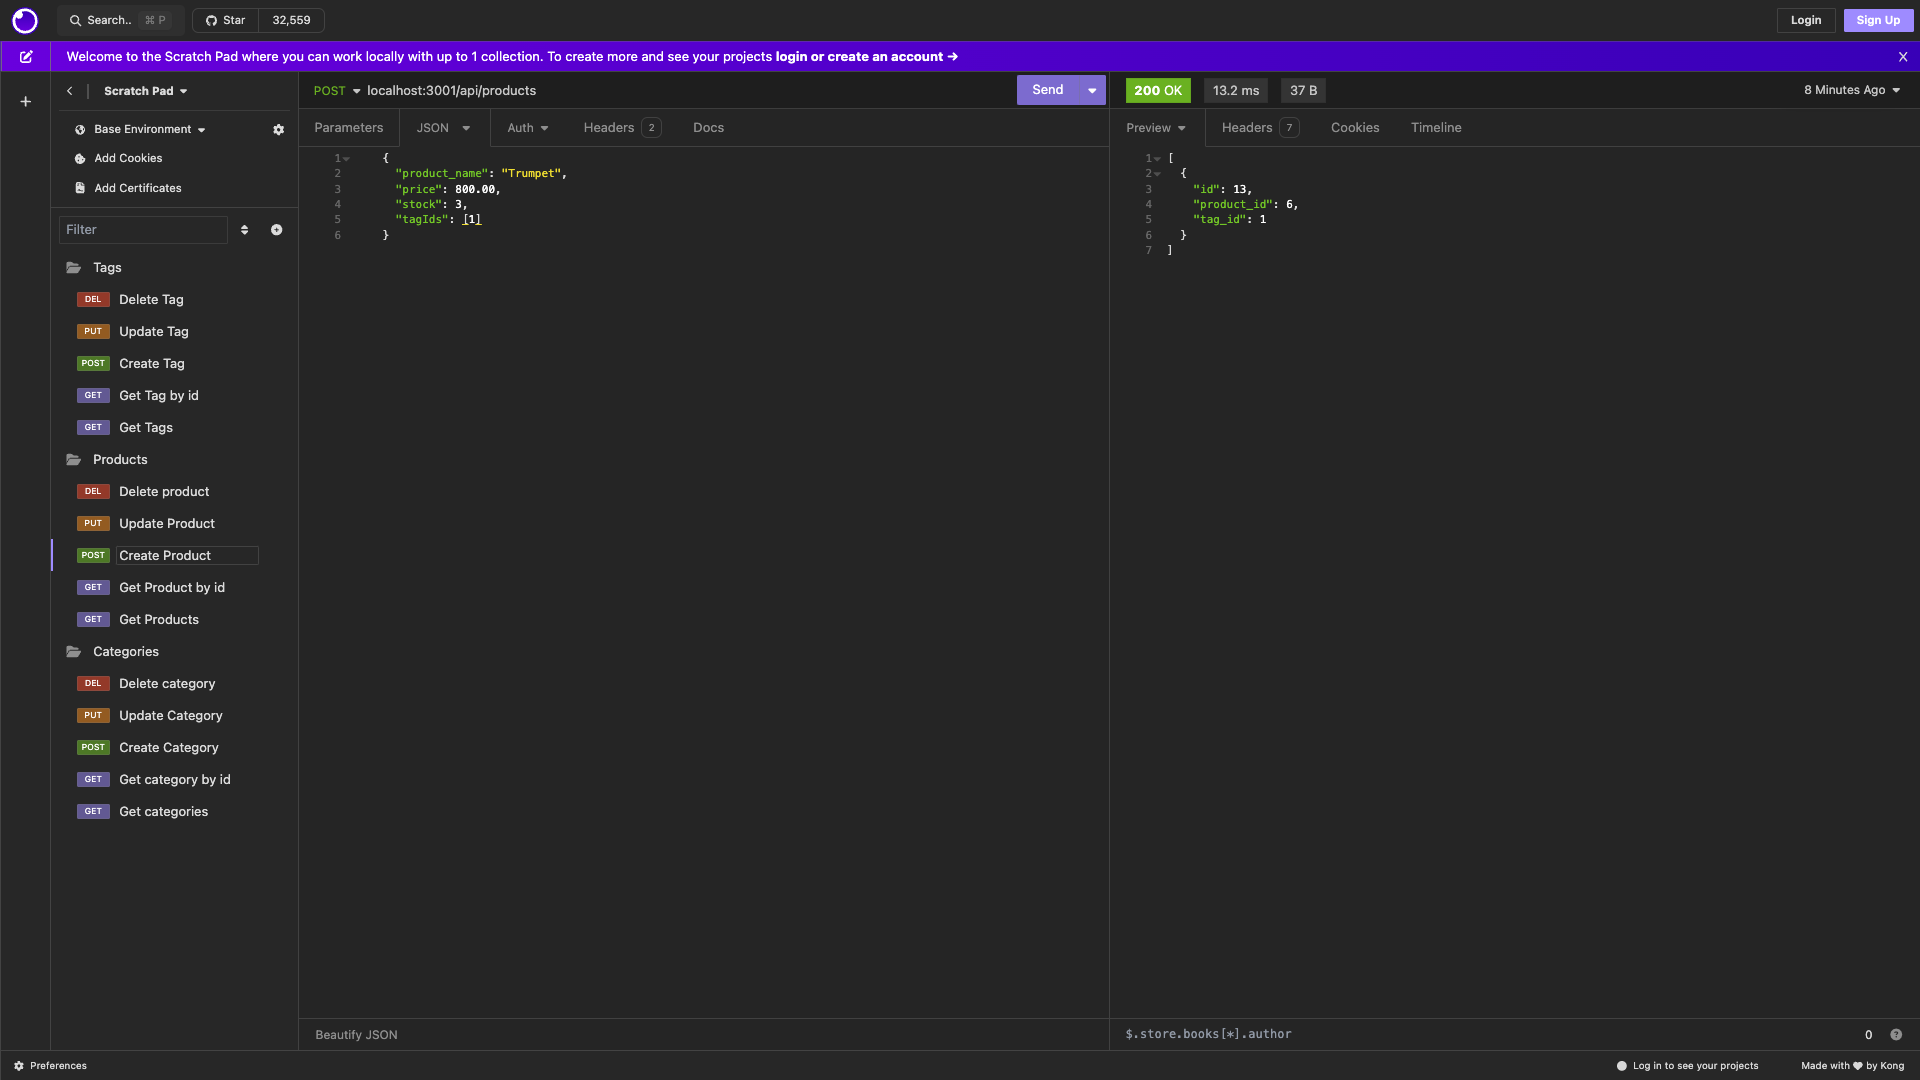 Search.. ⌘ P Star 32,559 Login Sign Up
Welcome to the Scratch Pad where you can work locally with up to 1 collection. To create more and see your projects login or create an account → X
Scratch Pad
Base Environment
Add Cookies
Add Certificates
Filter
Tags
DEL Delete Tag
PUT Update Tag
POST Create Tag
GET Get Tag by id
GET Get Tags
Products
DEL Delete product
PUT Update Product
POST Create Product
GET Get Product by id
GET Get Products
Categories
DEL Delete category
PUT Update Category
POST Create Category
GET Get category by id
GET Get categories
POST localhost:3001/api/products Send
Parameters JSON Auth Headers 2 Docs
1 {
2 "product_name": "Trumpet",
3 "price": 800.00,
4 "stock": 3,
5 "tagIds": [1]
6 }
Beautify JSON
200 OK 13.2 ms 37 B 8 Minutes Ago
Preview Headers 7 Cookies Timeline
1 [
2 {
3 "id": 13,
4 "product_id": 6,
5 "tag_id": 1
6 }
7 ]
$.store.books[*].author 0 ?
Preferences Log in to see your projects Made with ♥ by Kong